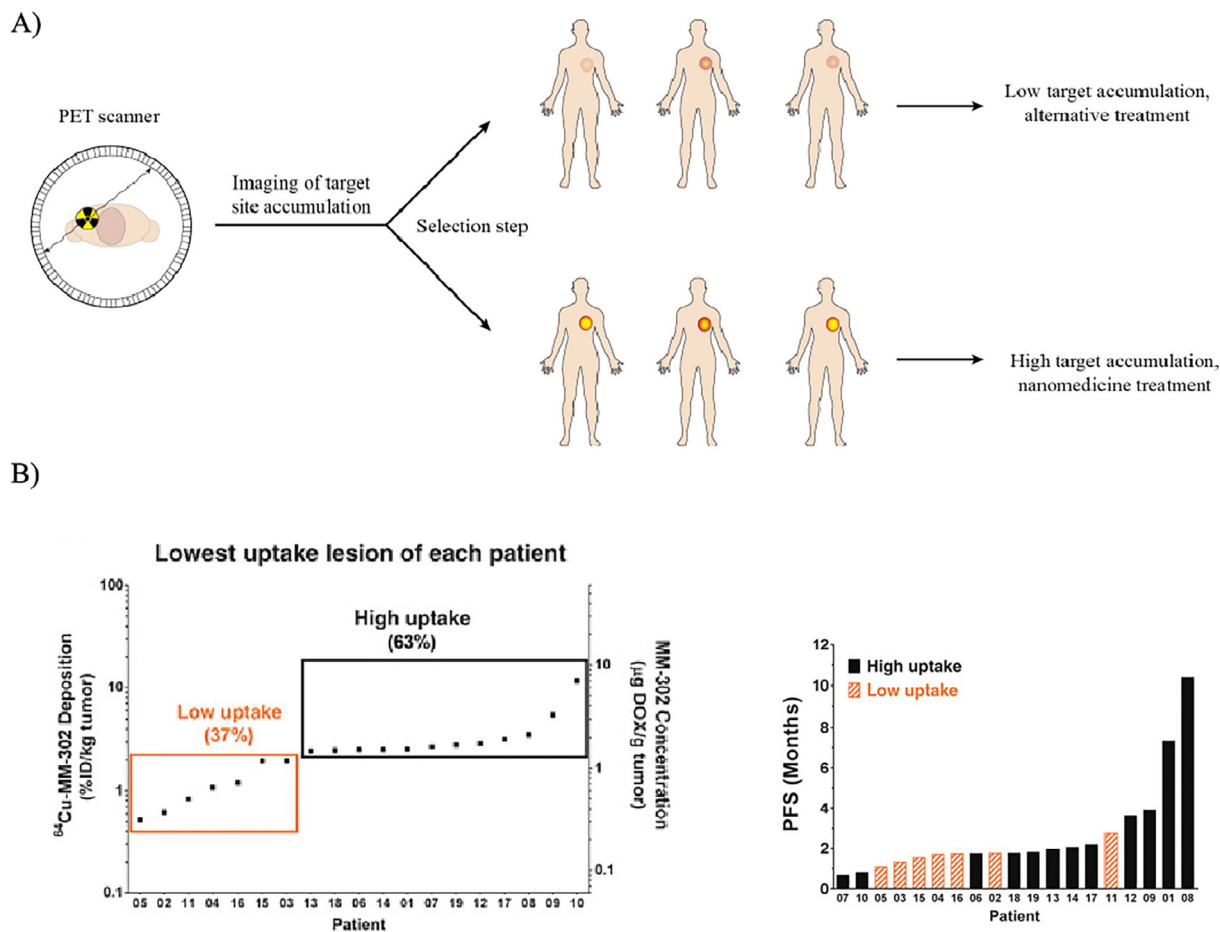 A)
PET scanner
Imaging of target
site accumulation
Selection step
Low target accumulation,
alternative treatment
High target accumulation,
nanomedicine treatment
B)
Lowest uptake lesion of each patient
⁶⁴Cu-MM-302 Deposition
(%ID/kg tumor)
100
10
1
0.1
Low uptake
(37%)
High uptake
(63%)
10
1
0.1
MM-302 Concentration
(µg DOX/g tumor)
05 02 11 04 16 15 03 13 18 06 14 01 07 19 12 17 08 09 10
Patient
PFS (Months)
12
10
8
6
4
2
0
High uptake
Low uptake
07 10 05 03 15 04 16 06 02 18 19 13 14 17 11 12 09 01 08
Patient